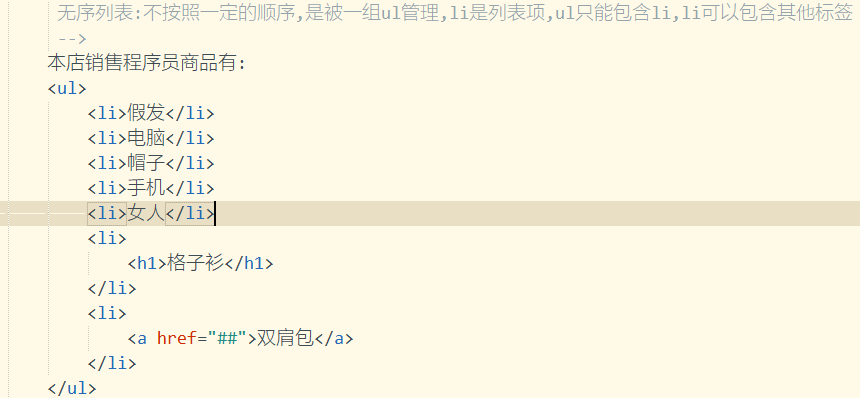 无序列表:不按照一定的顺序,是被一组ul管理,li是列表项,ul只能包含li,li可以包含其他标签
-->
本店销售程序员商品有:
<ul>
<li>假发</li>
<li>电脑</li>
<li>帽子</li>
<li>手机</li>
<li>女人</li>
<li>
<h1>格子衫</h1>
</li>
<li>
<a href="##">双肩包</a>
</li>
</ul>